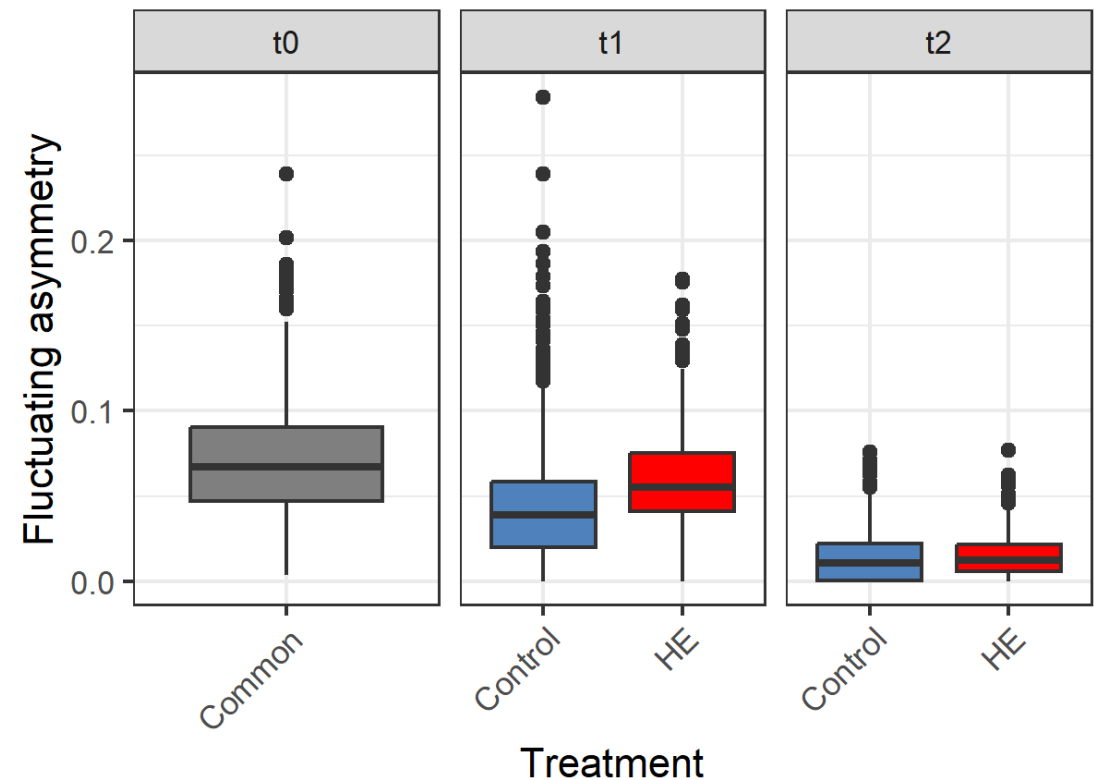 t0
t1
t2
Fluctuating asymmetry
0.2
0.1
0.0
Common
Control
HE
Control
HE
Treatment